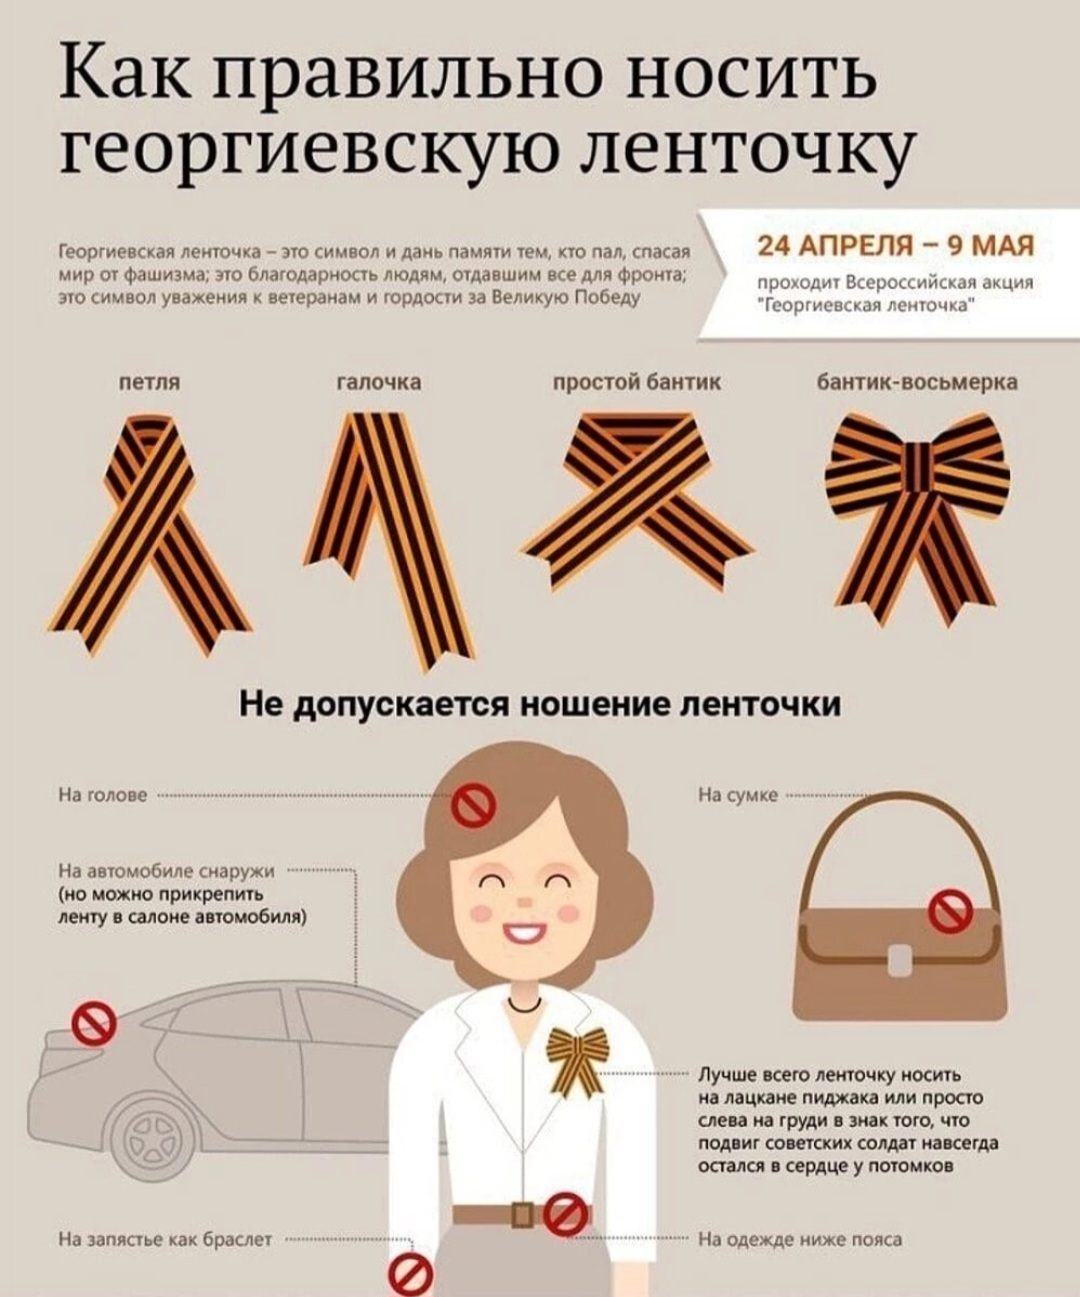 Как правильно носить
георгиевскую ленточку
Георгиевская ленточка – это символ и дань памяти тем, кто пал, спасая
мир от фашизма; это благодарность людям, отдавшим все для фронта;
это символ уважения к ветеранам и гордости за Великую Победу
24 АПРЕЛЯ – 9 МАЯ
проходит Всероссийская акция
"Георгиевская ленточка"
петля
галочка
простой бантик
бантик-восьмерка
Не допускается ношение ленточки
На голове
На сумке
На автомобиле снаружи
(но можно прикрепить
ленту в салоне автомобиля)
Лучше всего ленточку носить
на лацкане пиджака или просто
слева на груди в знак того, что
подвиг советских солдат навсегда
остался в сердце у потомков
На запястье как браслет
На одежде ниже пояса